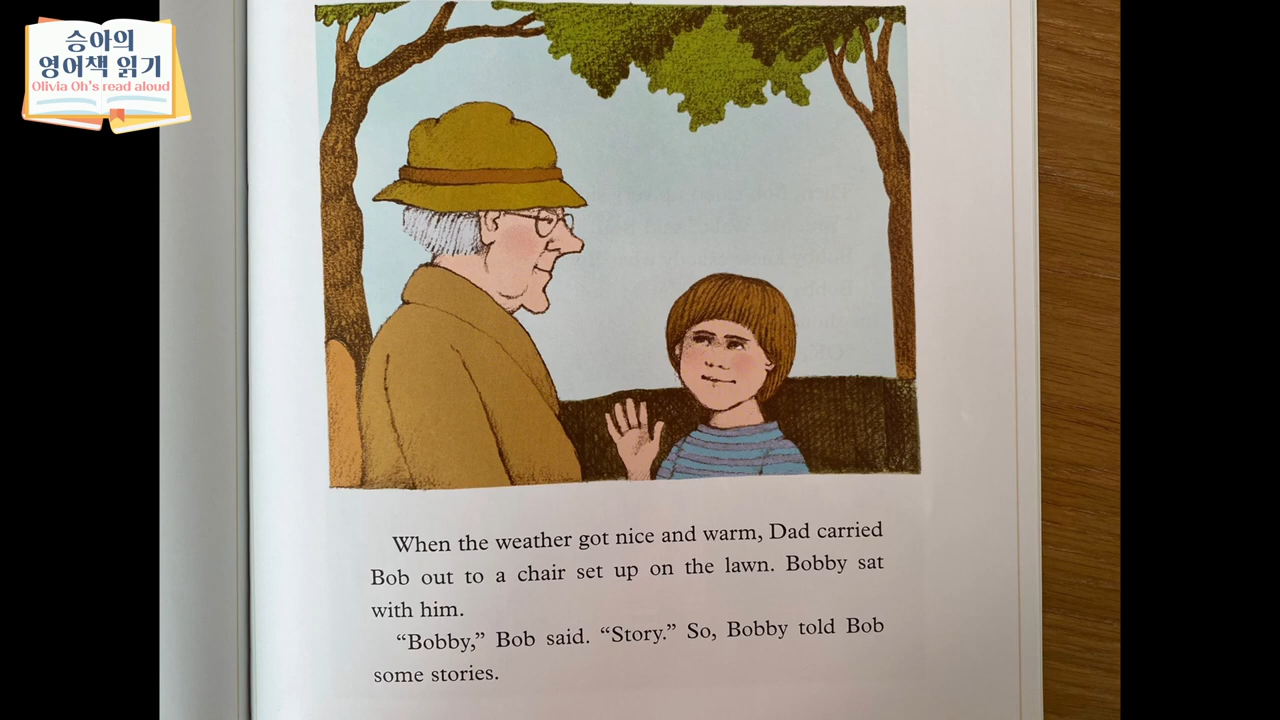 승아의
영어책 읽기
Olivia Oh's read aloud
When the weather got nice and warm, Dad carried
Bob out to a chair set up on the lawn. Bobby sat
with him.
“Bobby,” Bob said. “Story.” So, Bobby told Bob
some stories.